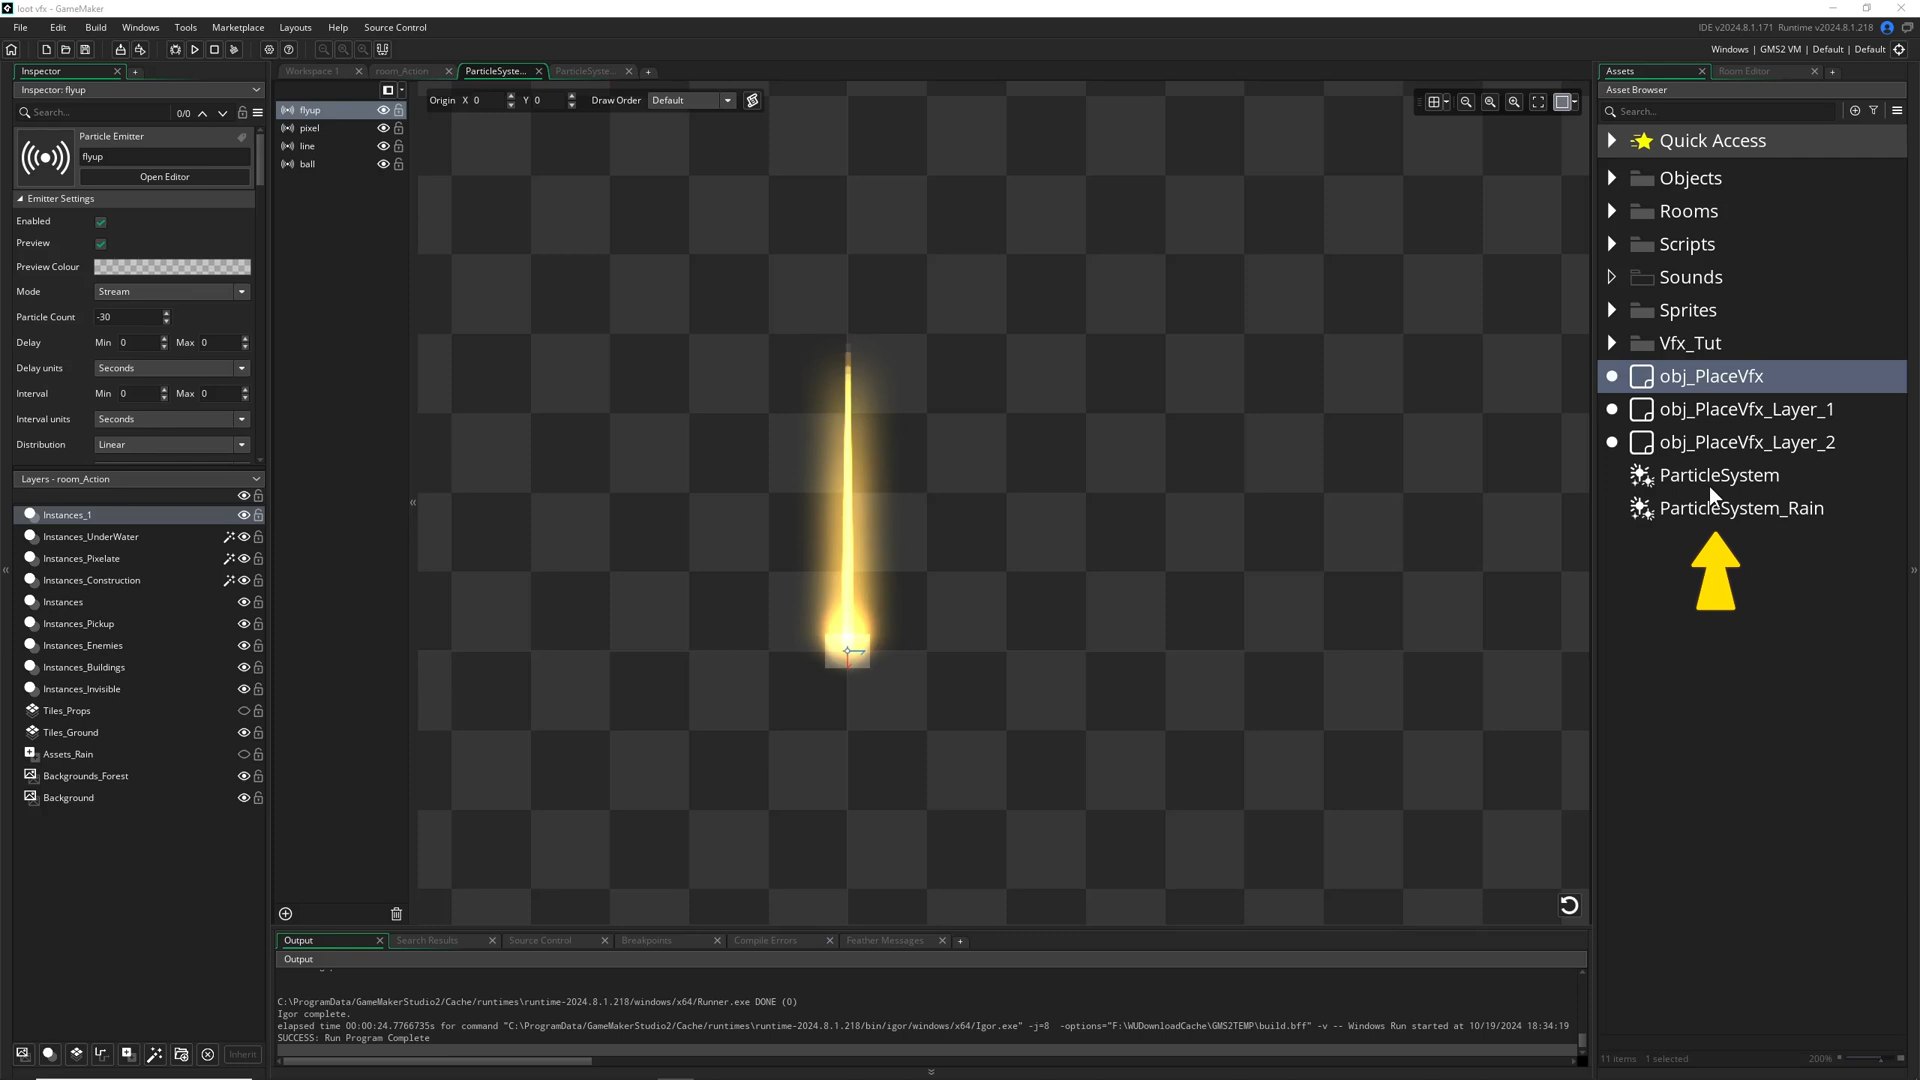 loot vfx - GameMaker
File Edit Build Windows Tools Marketplace Layouts Help Source Control
IDE v2024.8.1.171 Runtime v2024.8.1.218
Windows | GMS2 VM | Default | Default
Inspector
Workspace 1
room_Action
ParticleSyste...
ParticleSyste...
Assets
Room Editor
Inspector: flyup
Asset Browser
Search...
0/0
flyup
pixel
line
ball
Origin X 0 Y 0 Draw Order Default
Search...
Particle Emitter
flyup
Open Editor
Emitter Settings
Enabled
Preview
Preview Colour
Mode Stream
Particle Count -30
Delay Min 0 Max 0
Delay units Seconds
Interval Min 0 Max 0
Interval units Seconds
Distribution Linear
Quick Access
Objects
Rooms
Scripts
Sounds
Sprites
Vfx_Tut
obj_PlaceVfx
obj_PlaceVfx_Layer_1
obj_PlaceVfx_Layer_2
ParticleSystem
ParticleSystem_Rain
Layers - room_Action
Instances_1
Instances_UnderWater
Instances_Pixelate
Instances_Construction
Instances
Instances_Pickup
Instances_Enemies
Instances_Buildings
Instances_Invisible
Tiles_Props
Tiles_Ground
Assets_Rain
Backgrounds_Forest
Background
Inherit
Output
Search Results
Source Control
Breakpoints
Compile Errors
Feather Messages
Output
C:\ProgramData/GameMakerStudio2/Cache/runtimes\runtime-2024.8.1.218/windows/x64/Runner.exe DONE (0)
Igor complete.
elapsed time 00:00:24.7766735s for command "C:\ProgramData/GameMakerStudio2/Cache/runtimes\runtime-2024.8.1.218/bin/igor/windows/x64/Igor.exe" -j=8 -options="F:\WUDownloadCache\GMS2TEMP\build.bff" -v -- Windows Run started at 10/19/2024 18:34:19
SUCCESS: Run Program Complete
11 items 1 selected
200%